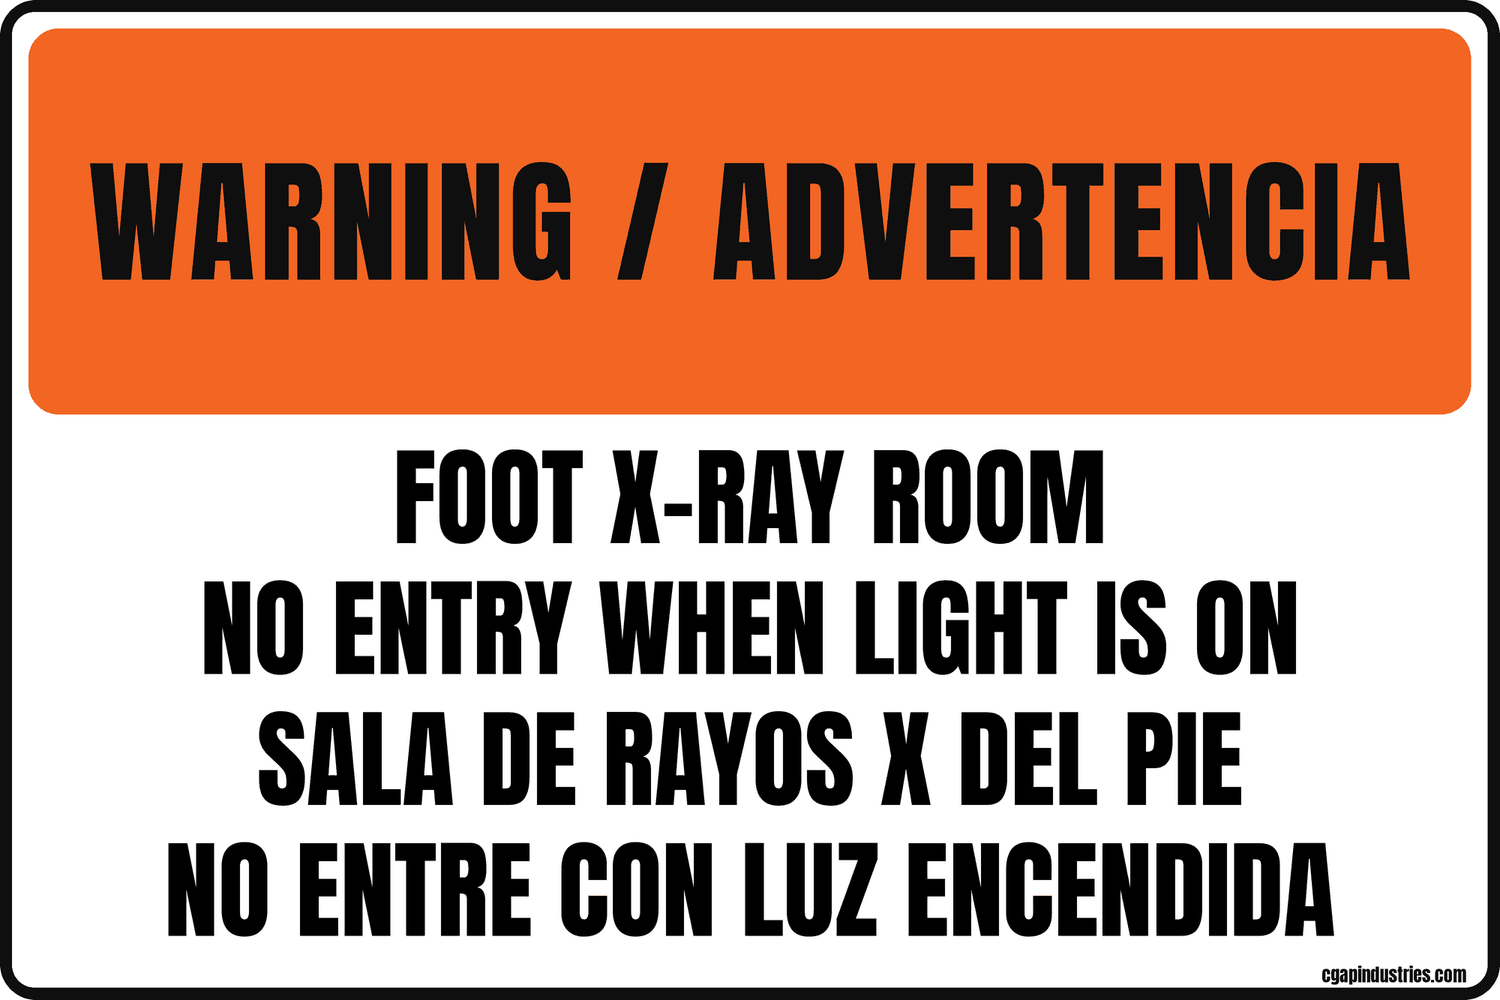 WARNING / ADVERTENCIA
FOOT X-RAY ROOM
NO ENTRY WHEN LIGHT IS ON
SALA DE RAYOS X DEL PIE
NO ENTRE CON LUZ ENCENDIDA
cgapindustries.com